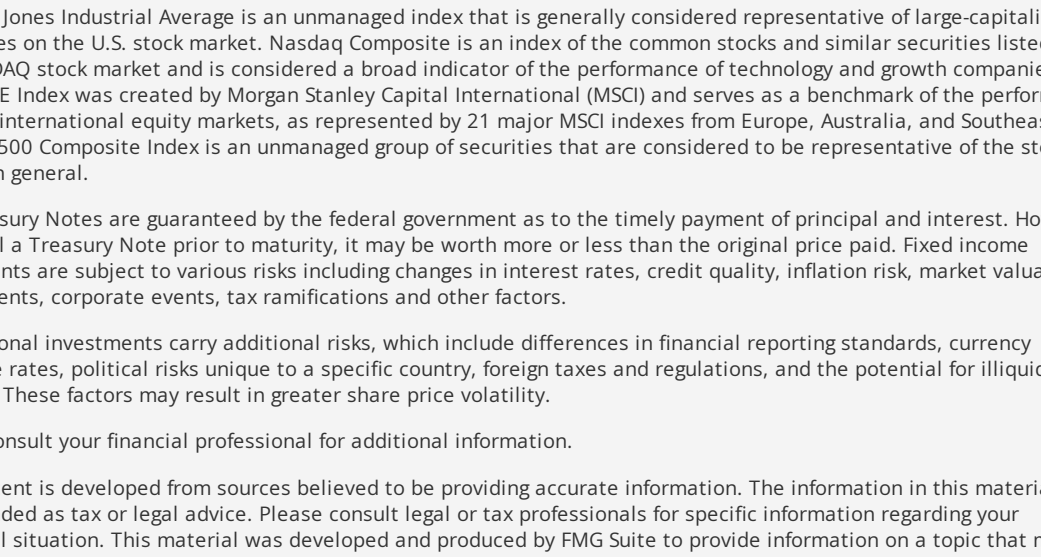 Jones Industrial Average is an unmanaged index that is generally considered representative of large-capitali
es on the U.S. stock market. Nasdaq Composite is an index of the common stocks and similar securities liste
DAQ stock market and is considered a broad indicator of the performance of technology and growth companie
E Index was created by Morgan Stanley Capital International (MSCI) and serves as a benchmark of the perfor
international equity markets, as represented by 21 major MSCI indexes from Europe, Australia, and Southeas
500 Composite Index is an unmanaged group of securities that are considered to be representative of the sto
n general.
sury Notes are guaranteed by the federal government as to the timely payment of principal and interest. Ho
l a Treasury Note prior to maturity, it may be worth more or less than the original price paid. Fixed income
nts are subject to various risks including changes in interest rates, credit quality, inflation risk, market valua
ents, corporate events, tax ramifications and other factors.
onal investments carry additional risks, which include differences in financial reporting standards, currency
e rates, political risks unique to a specific country, foreign taxes and regulations, and the potential for illiquid
These factors may result in greater share price volatility.
onsult your financial professional for additional information.
ent is developed from sources believed to be providing accurate information. The information in this materia
ded as tax or legal advice. Please consult legal or tax professionals for specific information regarding your
l situation. This material was developed and produced by FMG Suite to provide information on a topic that m